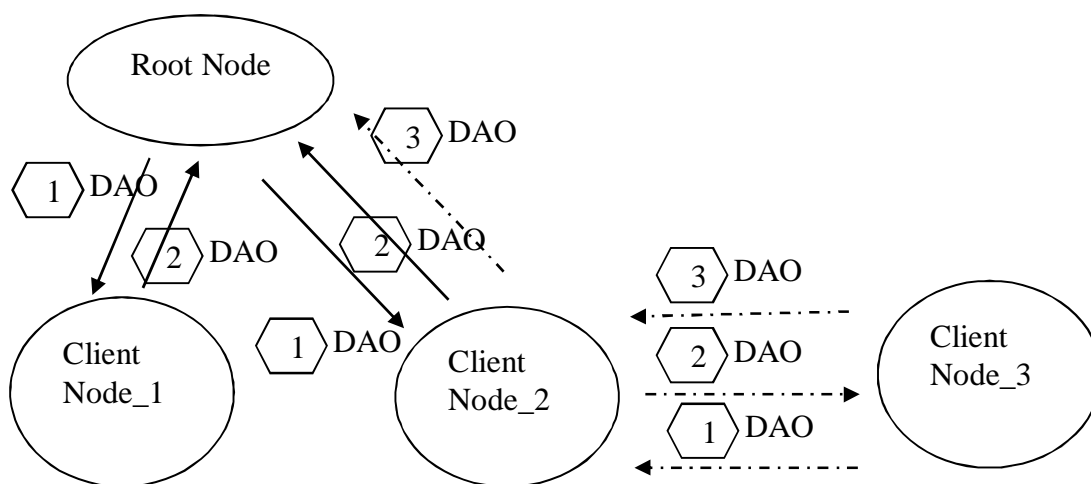 Root Node
3 DAO
1 DAO
2 DAO
2 DAO
3 DAO
1 DAO
2 DAO
1 DAO
Client
Node_1
Client
Node_2
Client
Node_3